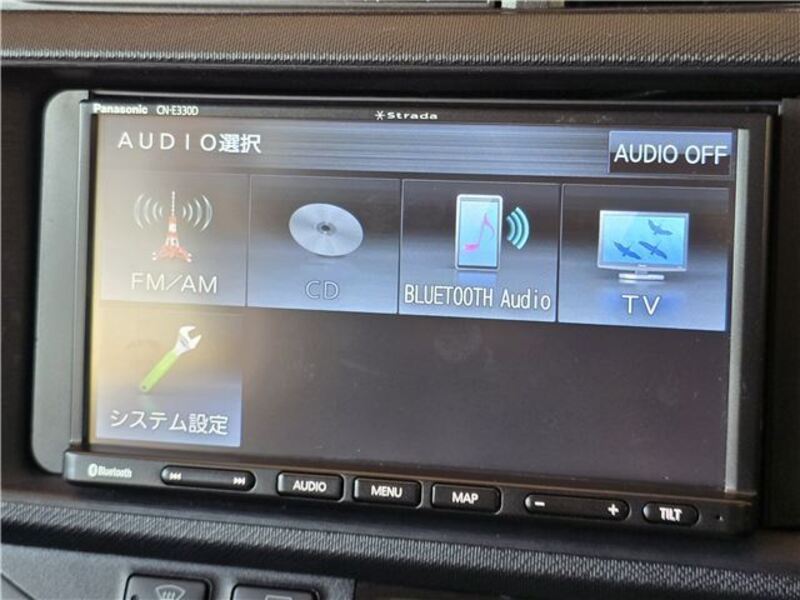 Panasonic CN-E330D
Strada
AUDIO選択
AUDIO OFF
FM/AM
CD
BLUETOOTH Audio
TV
システム設定
Bluetooth
AUDIO
MENU
MAP
− +
TILT